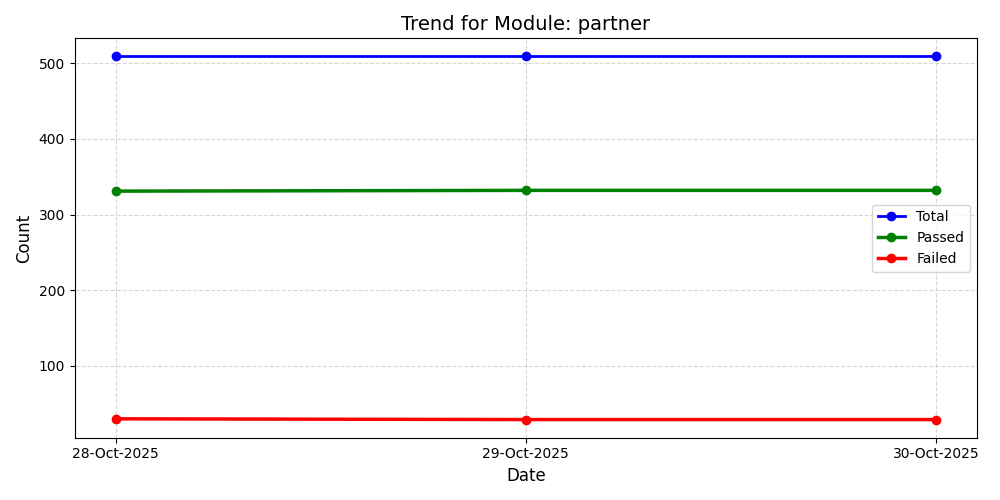 Trend for Module: partner
500
400
300
200
100
Count
Total
Passed
Failed
28-Oct-2025
29-Oct-2025
30-Oct-2025
Date